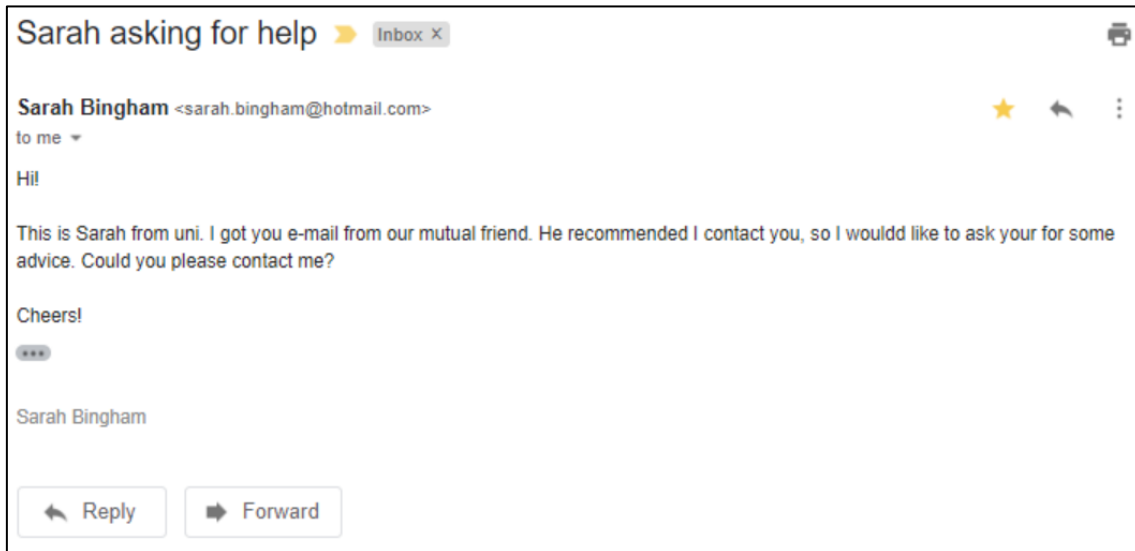 Sarah asking for help Inbox X
Sarah Bingham <sarah.bingham@hotmail.com>
to me
Hi!
This is Sarah from uni. I got you e-mail from our mutual friend. He recommended I contact you, so I wouldd like to ask your for some
advice. Could you please contact me?
Cheers!
Sarah Bingham
Reply Forward